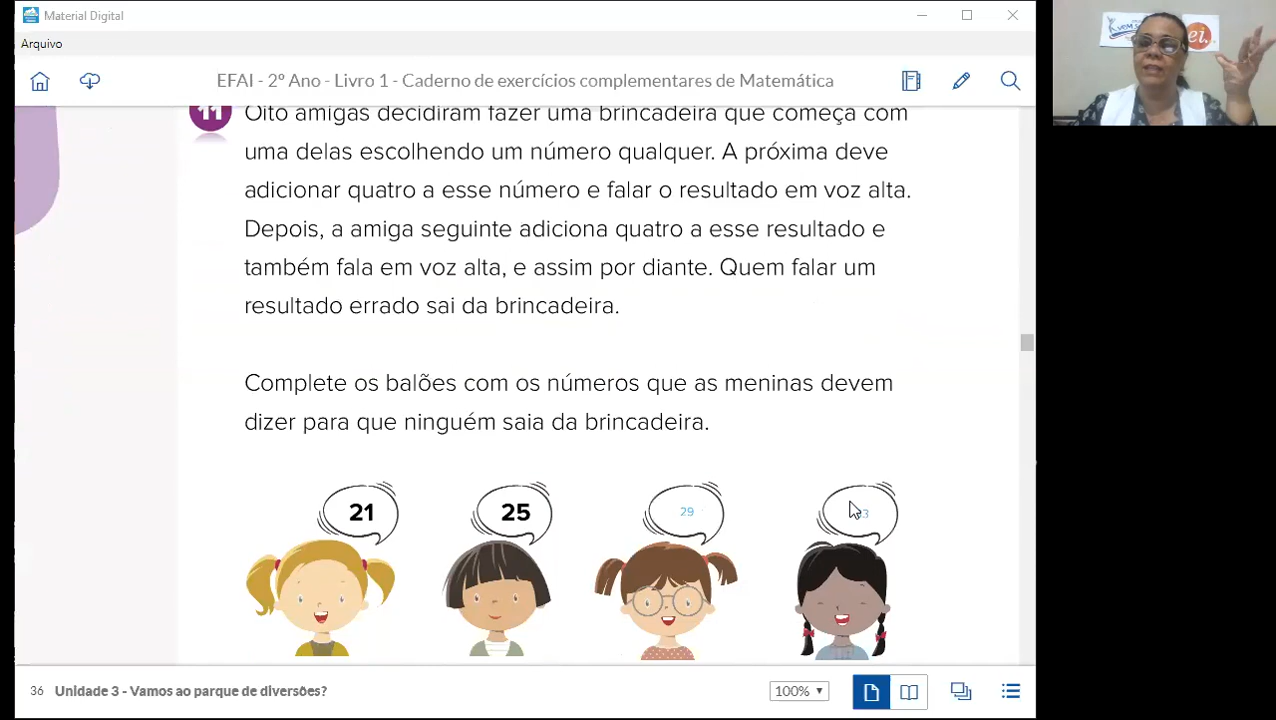 Material Digital
Arquivo
EFAI - 2º Ano - Livro 1 - Caderno de exercícios complementares de Matemática
11
Oito amigas decidiram fazer uma brincadeira que começa com
uma delas escolhendo um número qualquer. A próxima deve
adicionar quatro a esse número e falar o resultado em voz alta.
Depois, a amiga seguinte adiciona quatro a esse resultado e
também fala em voz alta, e assim por diante. Quem falar um
resultado errado sai da brincadeira.
Complete os balões com os números que as meninas devem
dizer para que ninguém saia da brincadeira.
21 25 29 3
36 Unidade 3 - Vamos ao parque de diversões? 100%
ei.